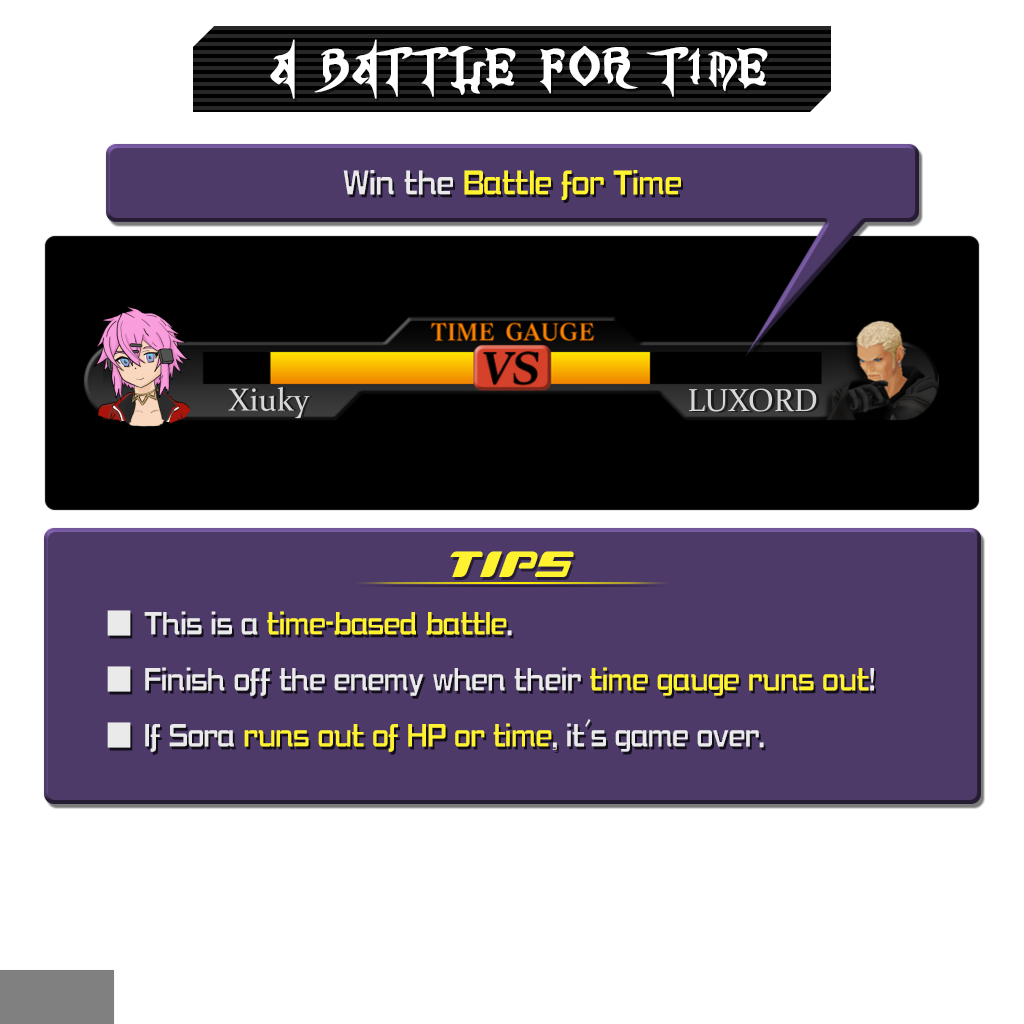 A BATTLE FOR TIME
Win the Battle for Time
TIME GAUGE
VS
Xiuky
LUXORD
TIPS
This is a time-based battle.
Finish off the enemy when their time gauge runs out!
If Sora runs out of HP or time, it's game over.